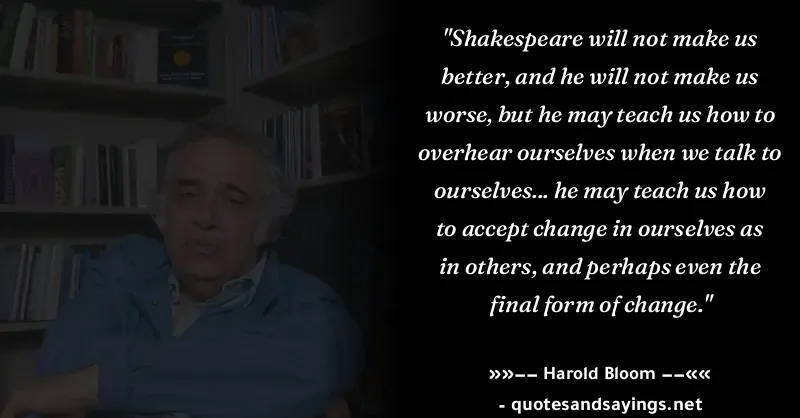 "Shakespeare will not make us
better, and he will not make us
worse, but he may teach us how to
overhear ourselves when we talk to
ourselves... he may teach us how
to accept change in ourselves as
in others, and perhaps even the
final form of change."
»»−− Harold Bloom −−««
- quotesandsayings.net